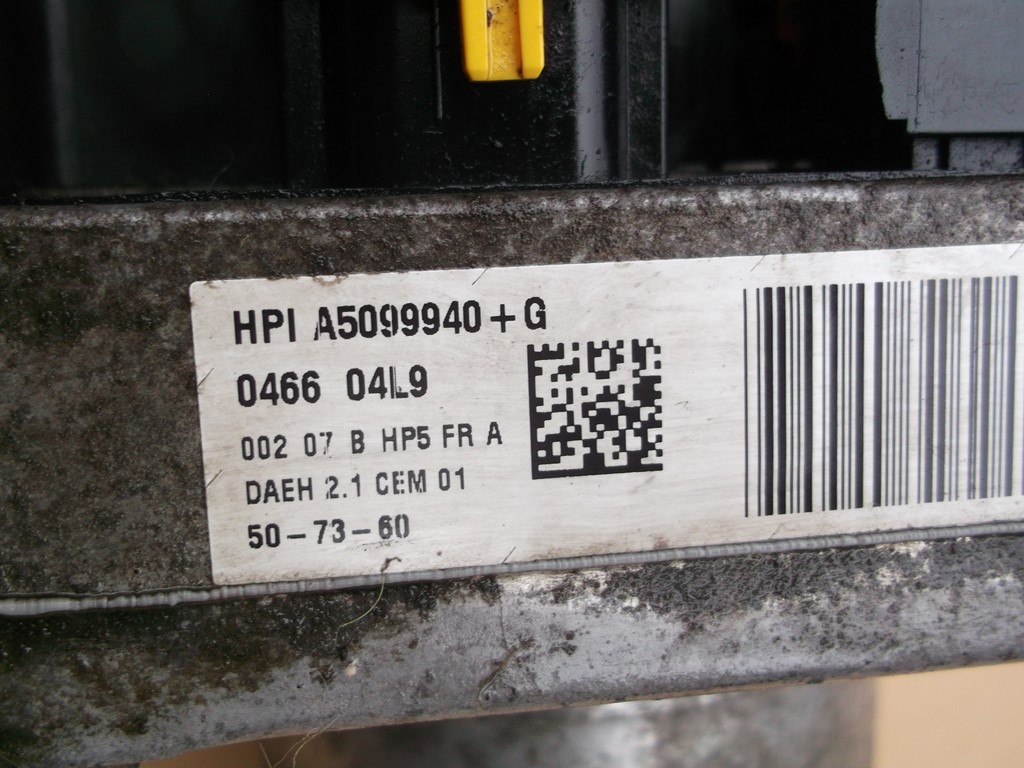 HPI A5099940+G
0466 04L9
002 07 B HP5 FR A
DAEH 2.1 CEM 01
50-73-60